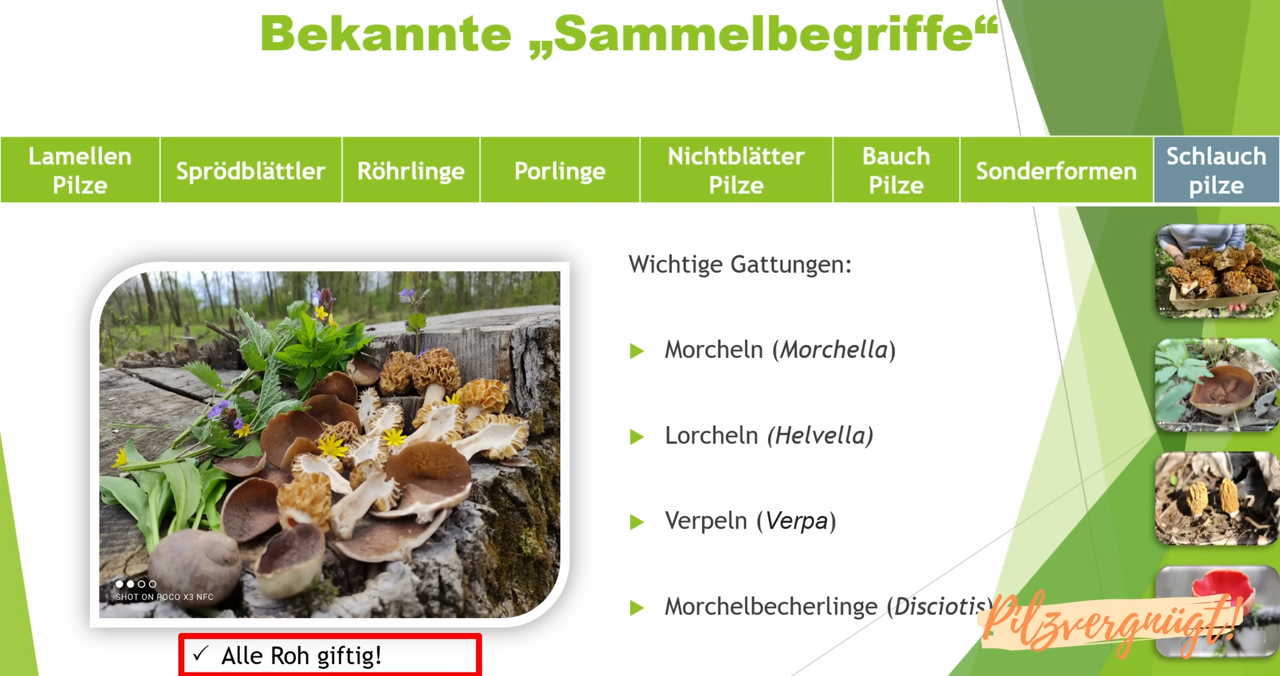 Bekannte „Sammelbegriffe“
Lamellen
Pilze
Sprödblättler
Röhrlinge
Porlinge
Nichtblätter
Pilze
Bauch
Pilze
Sonderformen
Schlauch
pilze
Wichtige Gattungen:
Morcheln (Morchella)
Lorcheln (Helvella)
Verpeln (Verpa)
Morchelbecherlinge (Disciotis)
SHOT ON POCO X3 NFC
✓ Alle Roh giftig!
Pilzvergnügt!